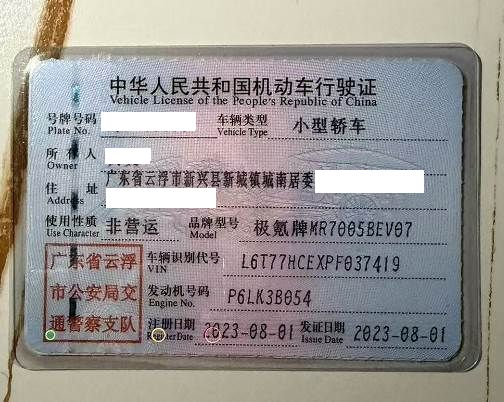 中华人民共和国机动车行驶证
Vehicle License of the People's Republic of China
号牌号码 车辆类型 小型轿车
Plate No. Vehicle Type
所有人
Owner
住址 广东省云浮市新兴县新城镇城南居委
Address
使用性质 非营运 品牌型号 极氪牌MR7005BEV07
Use Character Model
广东省云浮 车辆识别代号 L6T77HCEXPF037419
VIN
市公安局交 发动机号码 P6LK3B054
Engine No.
通警察支队 注册日期 2023-08-01 发证日期 2023-08-01
Register Date Issue Date